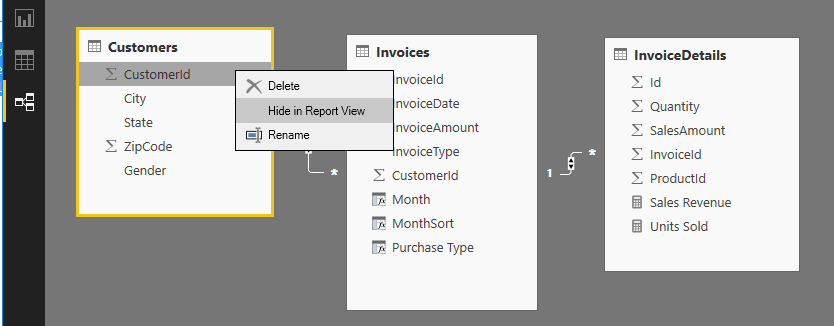 Customers
CustomerId
City
State
ZipCode
Gender
Delete
Hide in Report View
Rename
Invoices
InvoiceDate
InvoiceAmount
InvoiceType
CustomerId
Month
MonthSort
Purchase Type
*
1
*
InvoiceDetails
Id
Quantity
SalesAmount
InvoiceId
ProductId
Sales Revenue
Units Sold